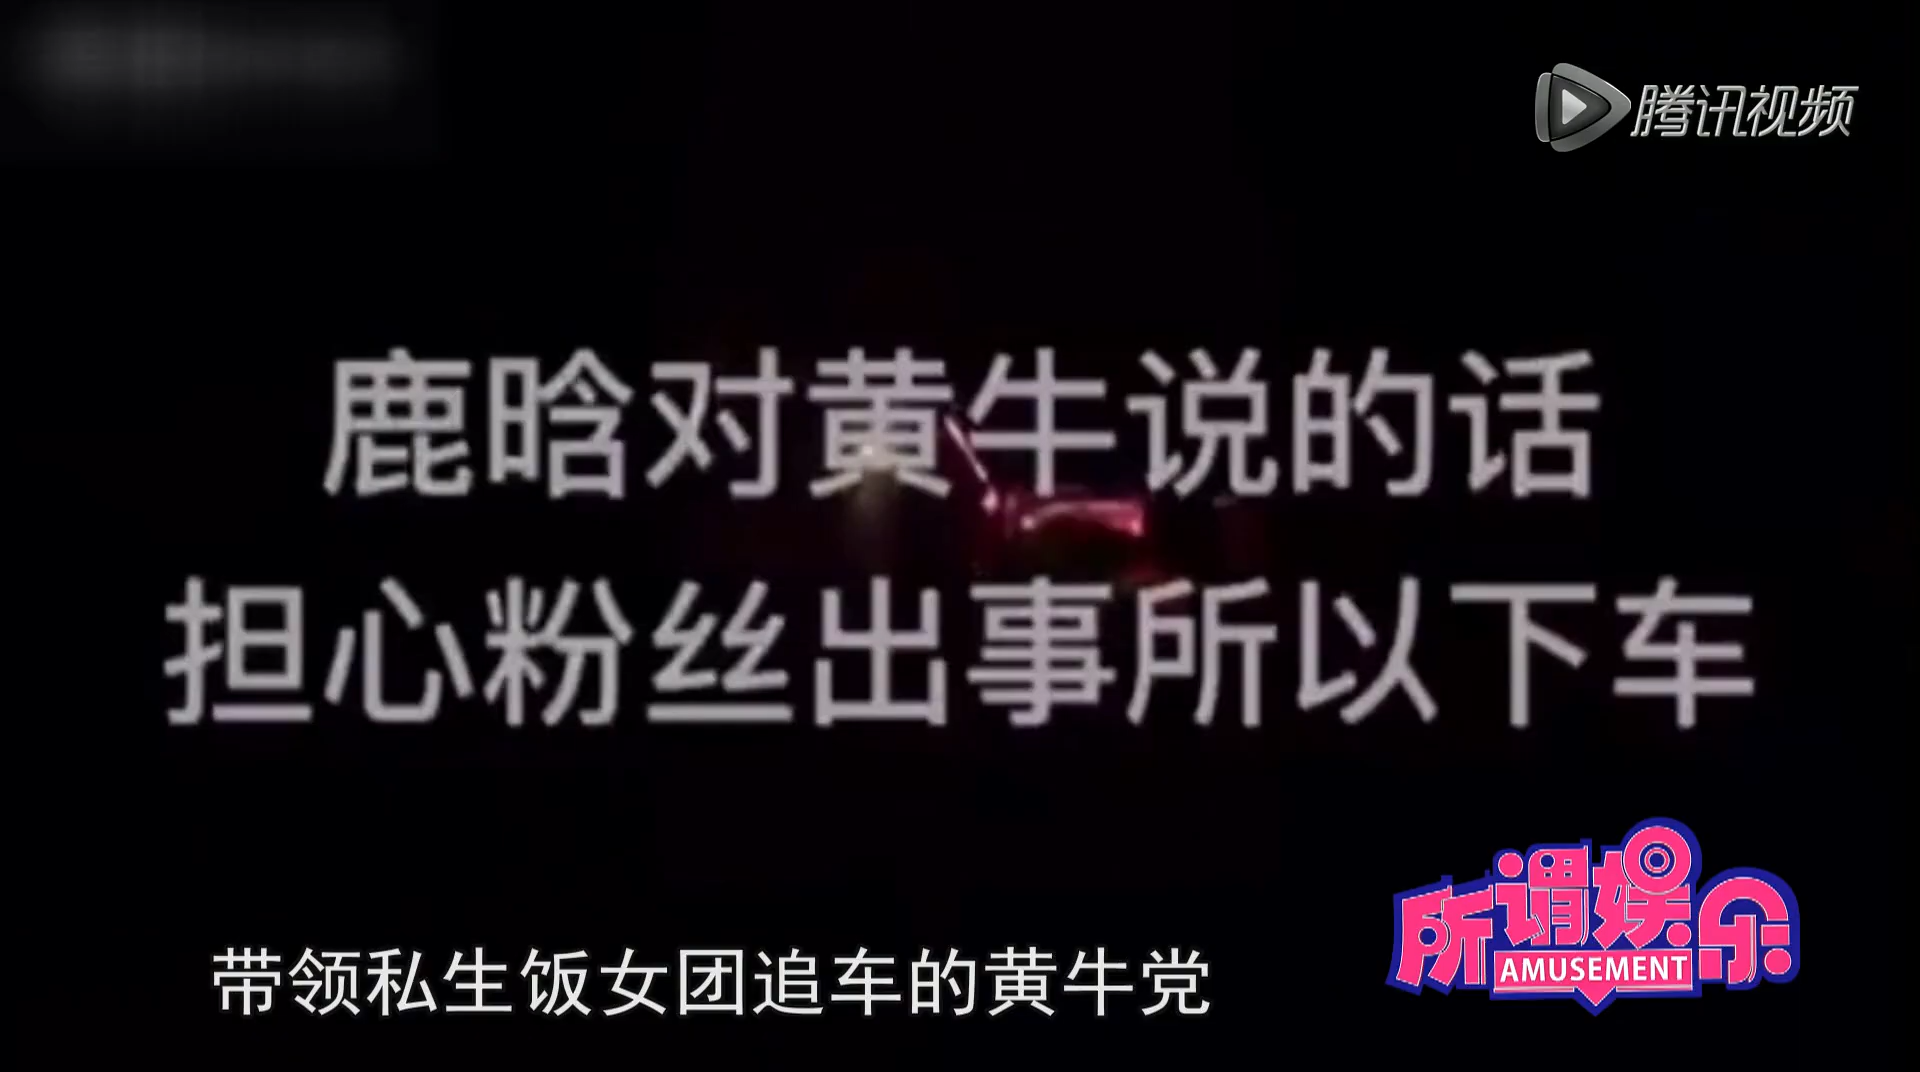 腾讯视频
鹿晗对黄牛说的话
担心粉丝出事所以下车
所谓娱乐
AMUSEMENT
带领私生饭女团追车的黄牛党